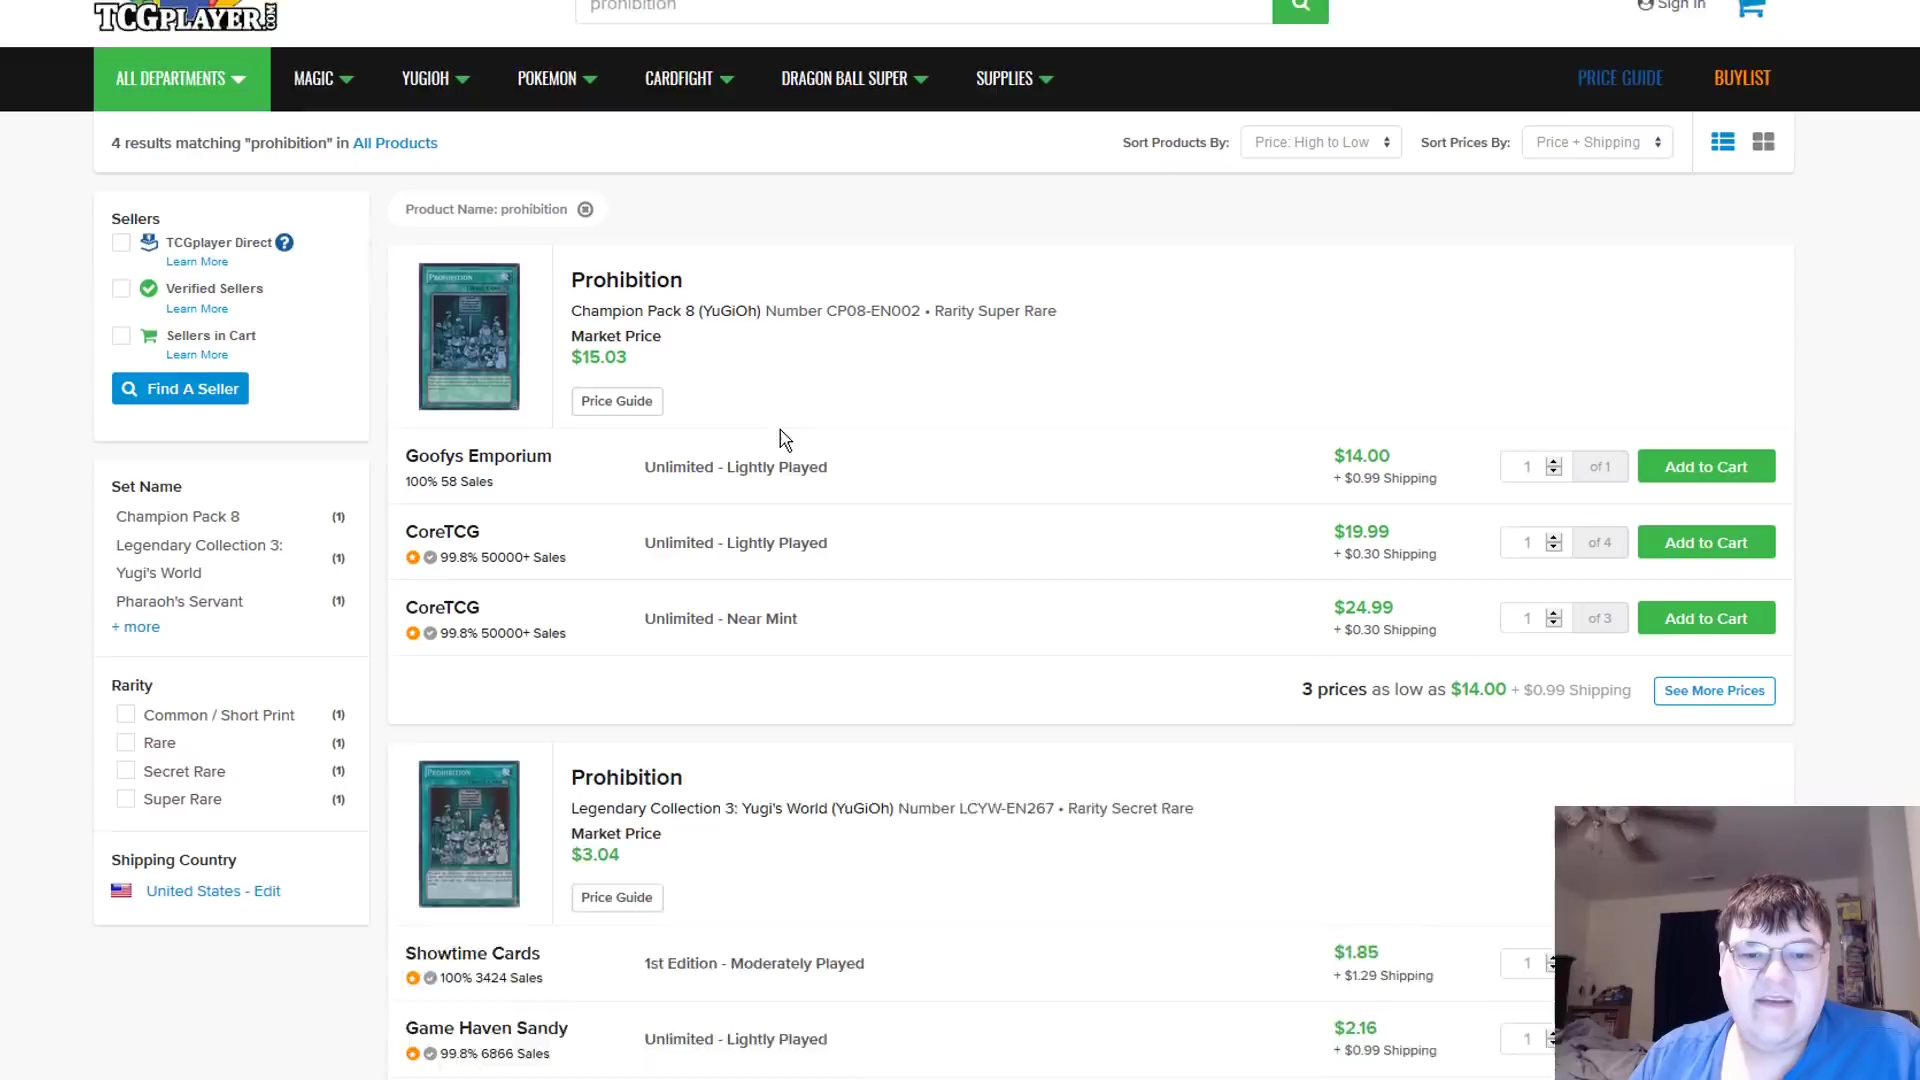 TCGPLAYER.COM
prohibition
Sign In
ALL DEPARTMENTS
MAGIC
YUGIOH
POKEMON
CARDFIGHT
DRAGON BALL SUPER
SUPPLIES
PRICE GUIDE
BUYLIST
4 results matching "prohibition" in All Products
Sort Products By:
Price: High to Low
Sort Prices By:
Price + Shipping
Sellers
TCGplayer Direct ?
Learn More
Verified Sellers
Learn More
Sellers in Cart
Learn More
Find A Seller
Set Name
Champion Pack 8 (1)
Legendary Collection 3:
Yugi's World (1)
Pharaoh's Servant (1)
+ more
Rarity
Common / Short Print (1)
Rare (1)
Secret Rare (1)
Super Rare (1)
Shipping Country
United States - Edit
Product Name: prohibition
PROHIBITION
Prohibition
Champion Pack 8 (YuGiOh) Number CP08-EN002 • Rarity Super Rare
Market Price
$15.03
Price Guide
Goofys Emporium
100% 58 Sales
Unlimited - Lightly Played
$14.00
+ $0.99 Shipping
1 of 1
Add to Cart
CoreTCG
99.8% 50000+ Sales
Unlimited - Lightly Played
$19.99
+ $0.30 Shipping
1 of 4
Add to Cart
CoreTCG
99.8% 50000+ Sales
Unlimited - Near Mint
$24.99
+ $0.30 Shipping
1 of 3
Add to Cart
3 prices as low as $14.00 + $0.99 Shipping
See More Prices
PROHIBITION
Prohibition
Legendary Collection 3: Yugi's World (YuGiOh) Number LCYW-EN267 • Rarity Secret Rare
Market Price
$3.04
Price Guide
Showtime Cards
100% 3424 Sales
1st Edition - Moderately Played
$1.85
+ $1.29 Shipping
1
Game Haven Sandy
99.8% 6866 Sales
Unlimited - Lightly Played
$2.16
+ $0.99 Shipping
1